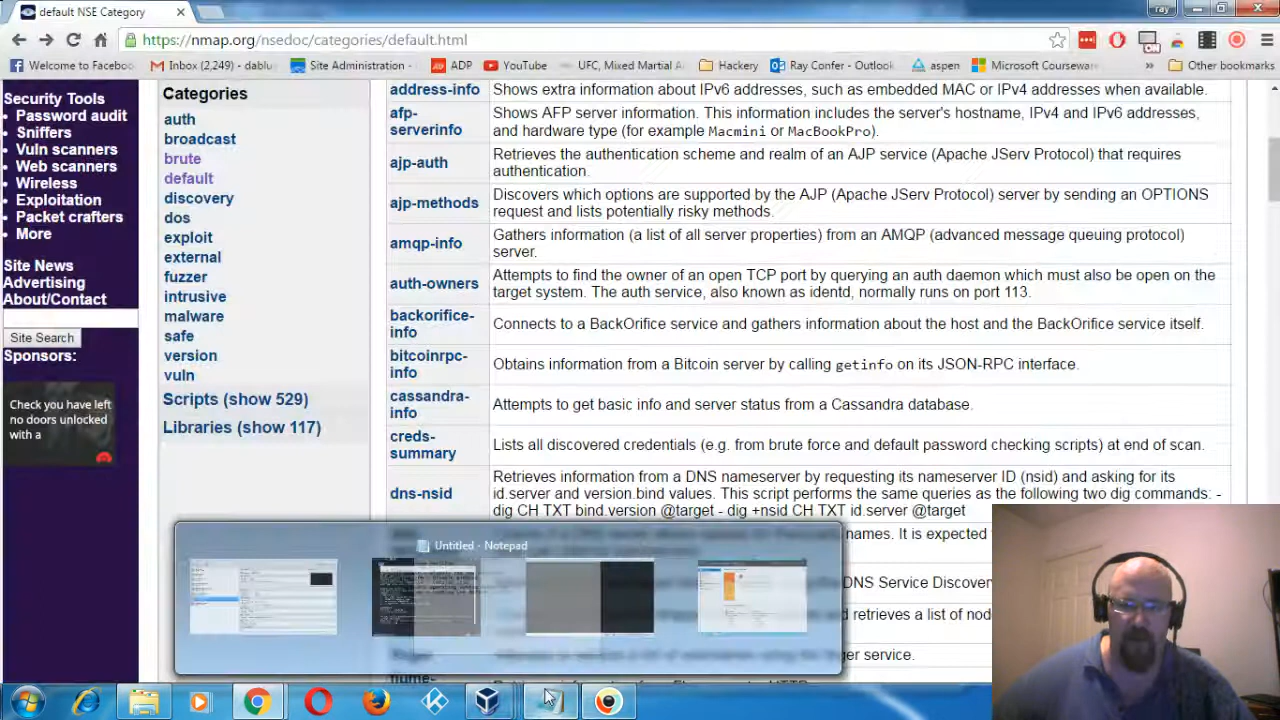 default NSE Category
ray
https://nmap.org/nsedoc/categories/default.html
Welcome to Faceboo
Inbox (2,249) - dablu
Site Administration
ADP
YouTube
UFC, Mixed Martial A
Hackery
Ray Confer - Outlook
aspen
Microsoft Coursewa
»
Other bookmarks
Security Tools
Password audit
Sniffers
Vuln scanners
Web scanners
Wireless
Exploitation
Packet crafters
More
Site News
Advertising
About/Contact
Site Search
Sponsors:
Check you have left
no doors unlocked
with a
Categories
auth
broadcast
brute
default
discovery
dos
exploit
external
fuzzer
intrusive
malware
safe
version
vuln
Scripts (show 529)
Libraries (show 117)
address-info
Shows extra information about IPv6 addresses, such as embedded MAC or IPv4 addresses when available.
afp-
serverinfo
Shows AFP server information. This information includes the server's hostname, IPv4 and IPv6 addresses,
and hardware type (for example Macmini or MacBookPro).
ajp-auth
Retrieves the authentication scheme and realm of an AJP service (Apache JServ Protocol) that requires
authentication.
ajp-methods
Discovers which options are supported by the AJP (Apache JServ Protocol) server by sending an OPTIONS
request and lists potentially risky methods.
amqp-info
Gathers information (a list of all server properties) from an AMQP (advanced message queuing protocol)
server.
auth-owners
Attempts to find the owner of an open TCP port by querying an auth daemon which must also be open on the
target system. The auth service, also known as identd, normally runs on port 113.
backorifice-
info
Connects to a BackOrifice service and gathers information about the host and the BackOrifice service itself.
bitcoinrpc-
info
Obtains information from a Bitcoin server by calling getinfo on its JSON-RPC interface.
cassandra-
info
Attempts to get basic info and server status from a Cassandra database.
creds-
summary
Lists all discovered credentials (e.g. from brute force and default password checking scripts) at end of scan.
dns-nsid
Retrieves information from a DNS nameserver by requesting its nameserver ID (nsid) and asking for its
id.server and version.bind values. This script performs the same queries as the following two dig commands: -
dig CH TXT bind.version @target - dig +nsid CH TXT id.server @target
names. It is expected
DNS Service Discover
and retrieves a list of nod
ger service.
Untitled - Notepad